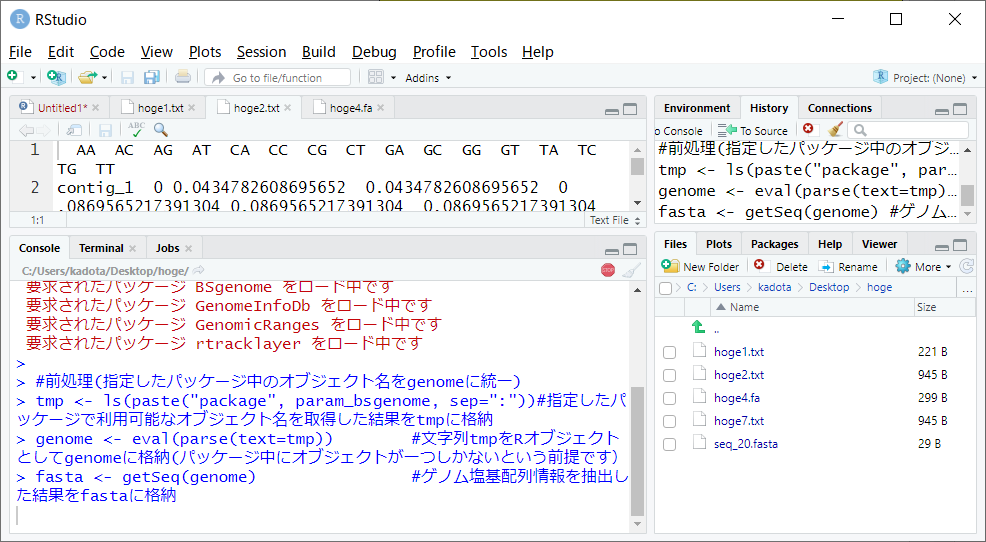 RStudio
File Edit Code View Plots Session Build Debug Profile Tools Help
Go to file/function Addins Project: (None)
Untitled1* hoge1.txt hoge2.txt hoge4.fa
ABC
1 AA AC AG AT CA CC CG CT GA GC GG GT TA TC
TG TT
2 contig_1 0 0.0434782608695652 0.0434782608695652 0
.0869565217391304 0.0869565217391304 0.0869565217391304
1:1 Text File
Console Terminal Jobs
C:/Users/kadota/Desktop/hoge/
STOP
要求されたパッケージ BSgenome をロード中です
要求されたパッケージ GenomeInfoDb をロード中です
要求されたパッケージ GenomicRanges をロード中です
要求されたパッケージ rtracklayer をロード中です
>
> #前処理(指定したパッケージ中のオブジェクト名をgenomeに統一)
> tmp <- ls(paste("package", param_bsgenome, sep=":"))#指定したパ
ッケージで利用可能なオブジェクト名を取得した結果をtmpに格納
> genome <- eval(parse(text=tmp)) #文字列tmpをRオブジェクト
としてgenomeに格納(パッケージ中にオブジェクトが一つしかないという前提です)
> fasta <- getSeq(genome) #ゲノム塩基配列情報を抽出し
た結果をfastaに格納
Environment History Connections
o Console To Source
#前処理(指定したパッケージ中のオブジ…
tmp <- ls(paste("package", par…
genome <- eval(parse(text=tmp)…
fasta <- getSeq(genome) #ゲノム…
Files Plots Packages Help Viewer
New Folder Delete Rename More
C: Users kadota Desktop hoge ...
Name Size
..
hoge1.txt 221 B
hoge2.txt 945 B
hoge4.fa 299 B
hoge7.txt 945 B
seq_20.fasta 29 B